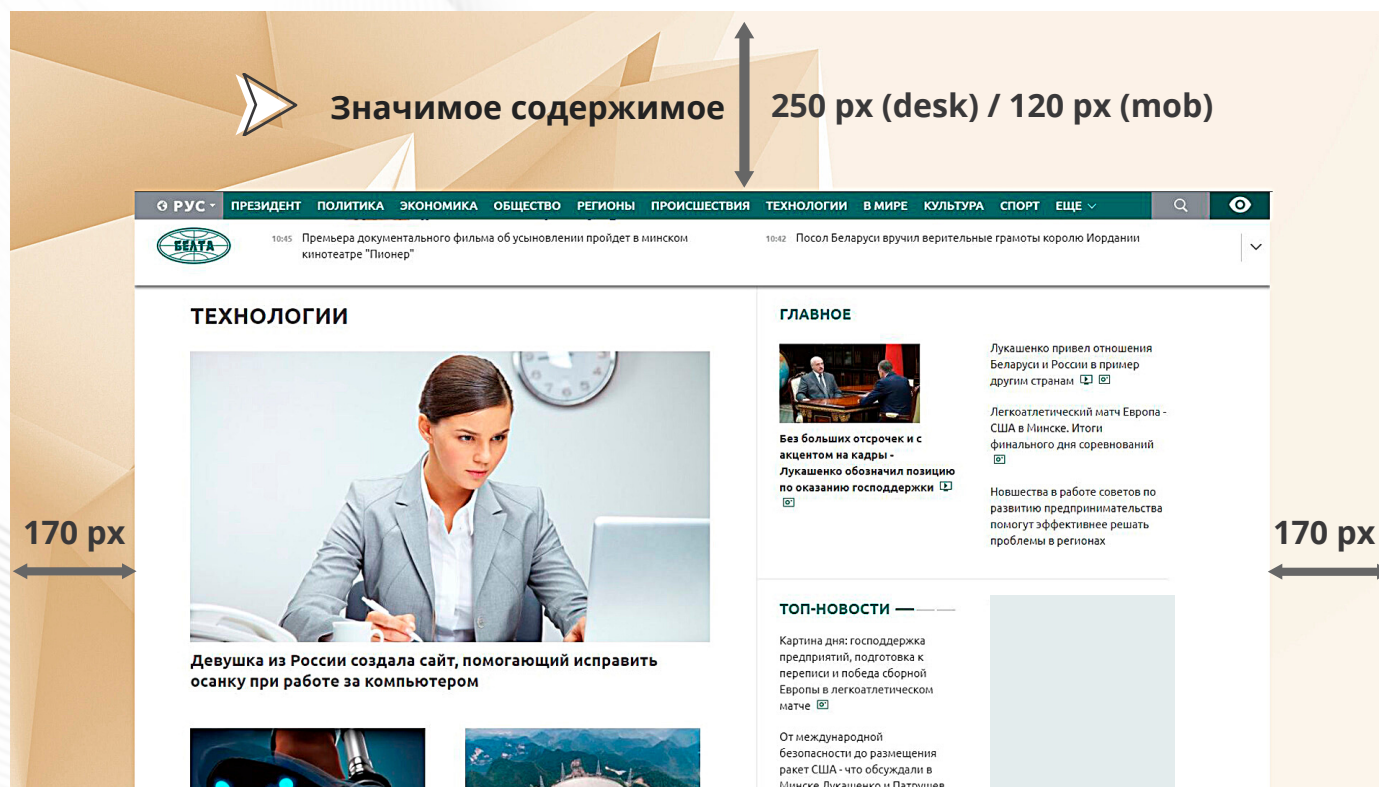 Значимое содержимое
250 px (desk) / 120 px (mob)
РУС ПРЕЗИДЕНТ ПОЛИТИКА ЭКОНОМИКА ОБЩЕСТВО РЕГИОНЫ ПРОИСШЕСТВИЯ ТЕХНОЛОГИИ В МИРЕ КУЛЬТУРА СПОРТ ЕЩЕ
БЕЛТА
10:45 Премьера документального фильма об усыновлении пройдет в минском
кинотеатре "Пионер"
10:42 Посол Беларуси вручил верительные грамоты королю Иордании
ТЕХНОЛОГИИ
Девушка из России создала сайт, помогающий исправить
осанку при работе за компьютером
ГЛАВНОЕ
Без больших отсрочек и с
акцентом на кадры -
Лукашенко обозначил позицию
по оказанию господдержки
Лукашенко привел отношения
Беларуси и России в пример
другим странам
Легкоатлетический матч Европа -
США в Минске. Итоги
финального дня соревнований
Новшества в работе советов по
развитию предпринимательства
помогут эффективнее решать
проблемы в регионах
ТОП-НОВОСТИ
Картина дня: господдержка
предприятий, подготовка к
переписи и победа сборной
Европы в легкоатлетическом
матче
От международной
безопасности до размещения
ракет США - что обсуждали в
Минске Лукашенко и Патрушев
170 px
170 px